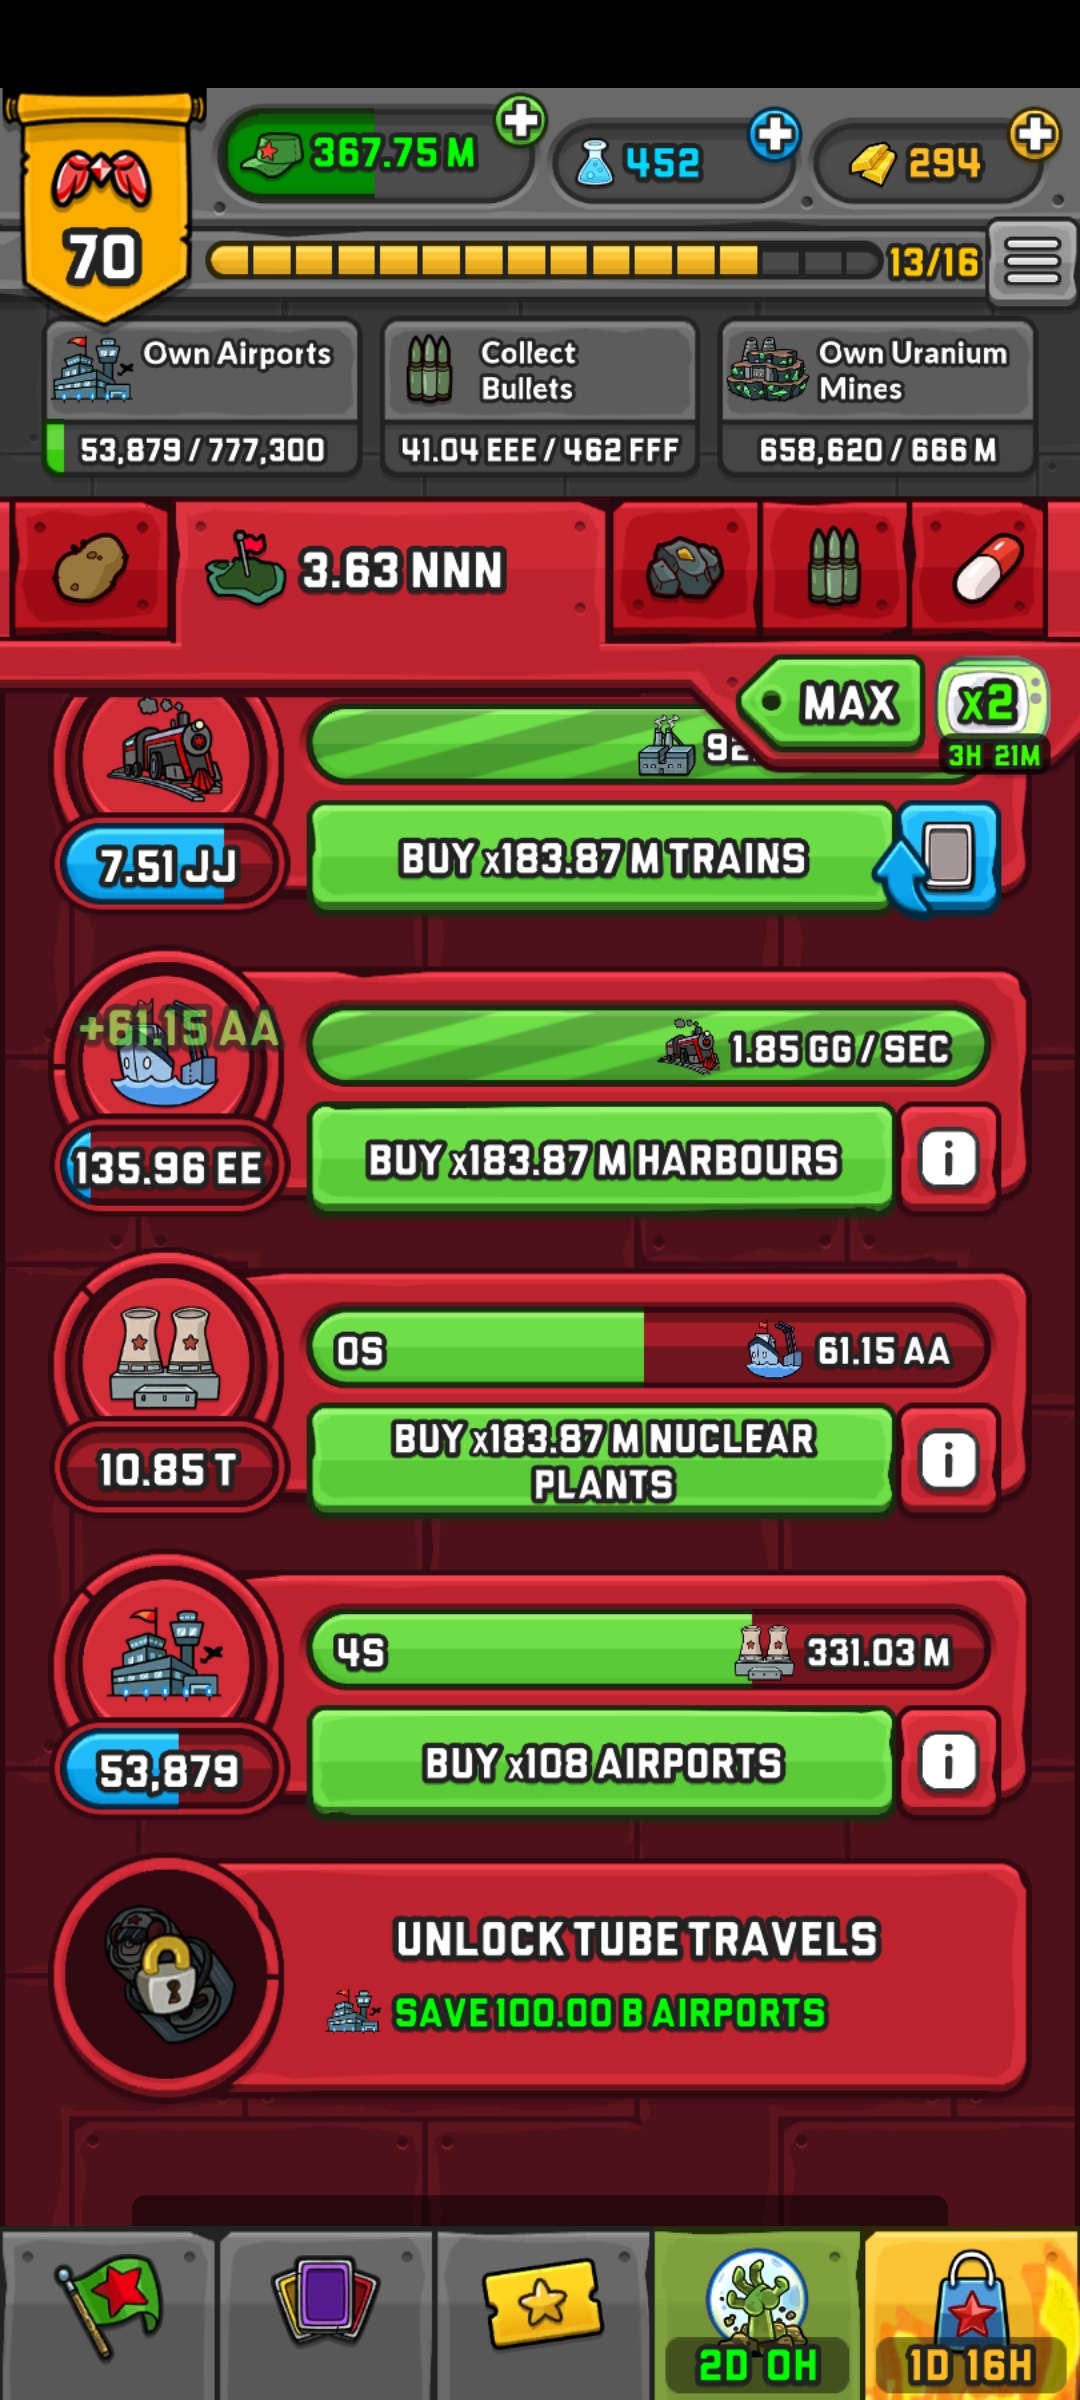 367.75 M
452
294
70
13/16
Own Airports
53,879 / 777,300
Collect
Bullets
41.04 EEE / 462 FFF
Own Uranium
Mines
658,620 / 666 M
3.63 NNN
MAX
x2
3H 21M
92.
7.51 JJ
BUY x183.87 M TRAINS
+61.15 AA
1.85 GG / SEC
135.96 EE
BUY x183.87 M HARBOURS
i
0S
61.15 AA
10.85 T
BUY x183.87 M NUCLEAR
PLANTS
i
4S
331.03 M
53,879
BUY x108 AIRPORTS
i
UNLOCK TUBE TRAVELS
SAVE 100.00 B AIRPORTS
2D 0H
1D 16H